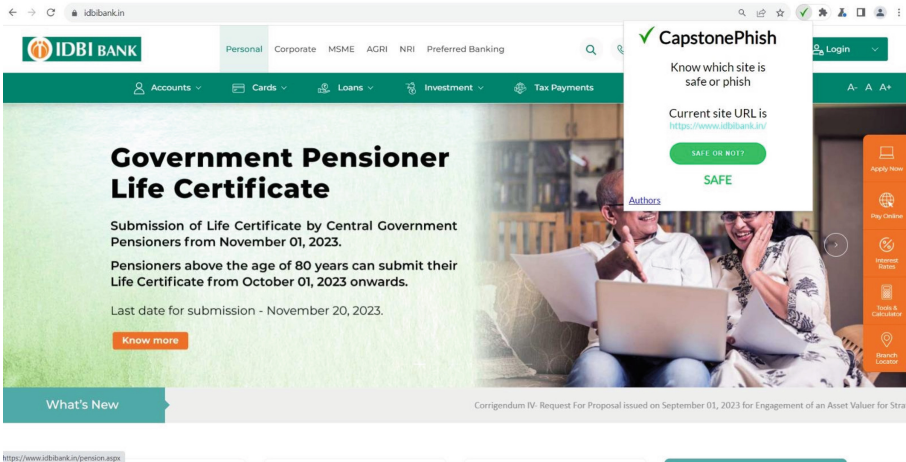 idbibank.in
IDBI BANK
Personal Corporate MSME AGRI NRI Preferred Banking
Login
Accounts Cards Loans Investment Tax Payments
A- A A+
CapstonePhish
Know which site is
safe or phish
Current site URL is
https://www.idbibank.in/
SAFE OR NOT?
SAFE
Authors
Government Pensioner
Life Certificate
Submission of Life Certificate by Central Government
Pensioners from November 01, 2023.
Pensioners above the age of 80 years can submit their
Life Certificate from October 01, 2023 onwards.
Last date for submission - November 20, 2023.
Know more
Apply Now
Pay Online
Interest
Rates
Tools &
Calculator
Branch
Locator
What's New
Corrigendum IV- Request For Proposal issued on September 01, 2023 for Engagement of an Asset Valuer for Stra
https://www.idbibank.in/pension.aspx